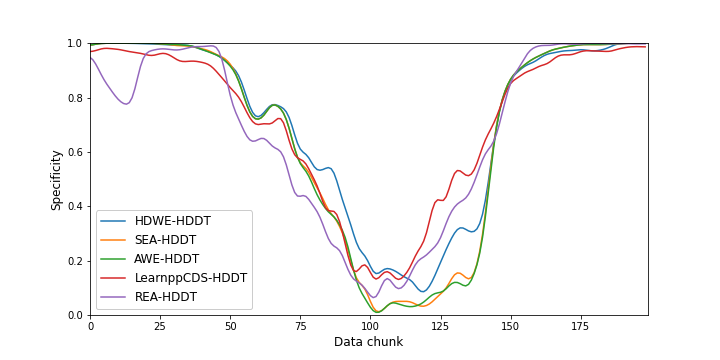 1.0
0.8
0.6
0.4
0.2
0.0
Specificity
HDWE-HDDT
SEA-HDDT
AWE-HDDT
LearnppCDS-HDDT
REA-HDDT
0 25 50 75 100 125 150 175
Data chunk